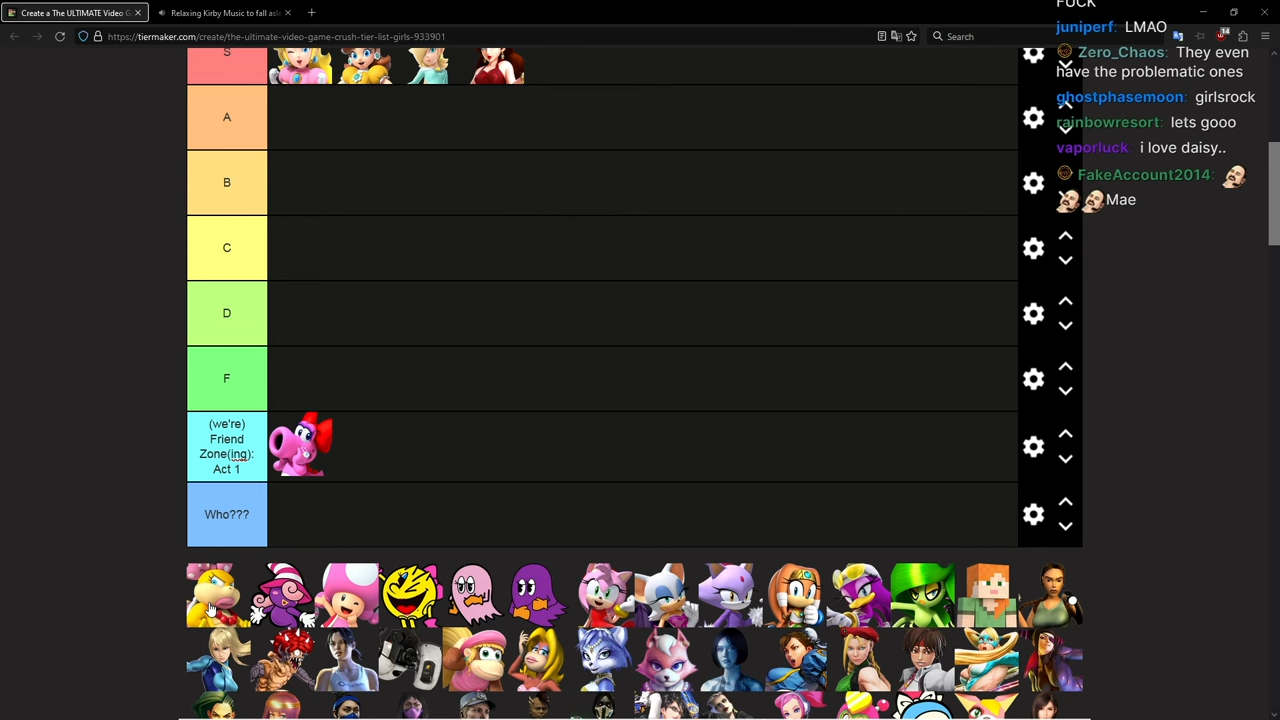 Create a The ULTIMATE Video G
Relaxing Kirby Music to fall asle
https://tiermaker.com/create/the-ultimate-video-game-crush-tier-list-girls-933901
Search
14
S
A
B
C
D
F
(we're)
Friend
Zone(ing):
Act 1
Who???
FUCK
juniperf: LMAO
Zero_Chaos: They even
have the problematic ones
ghostphasemoon: girlsrock
rainbowresort: lets gooo
vaporluck: i love daisy..
FakeAccount2014:
Mae